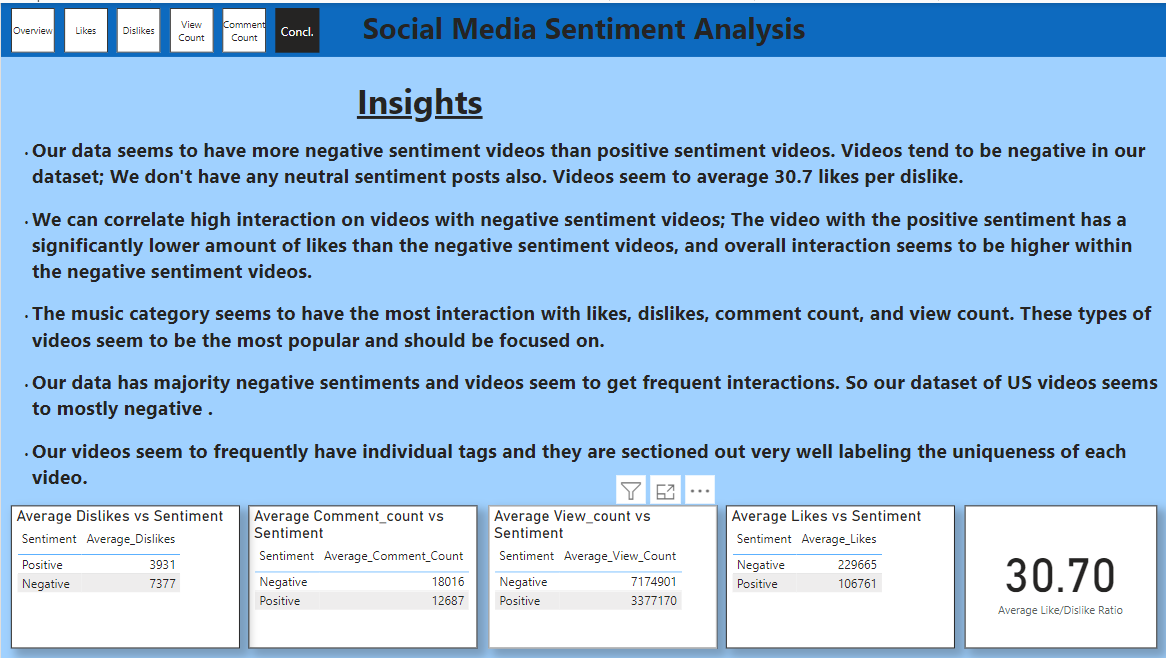 Overview
Likes
Dislikes
View
Count
Comment
Count
Concl.
Social Media Sentiment Analysis
Insights
· Our data seems to have more negative sentiment videos than positive sentiment videos. Videos tend to be negative in our
dataset; We don't have any neutral sentiment posts also. Videos seem to average 30.7 likes per dislike.
· We can correlate high interaction on videos with negative sentiment videos; The video with the positive sentiment has a
significantly lower amount of likes than the negative sentiment videos, and overall interaction seems to be higher within
the negative sentiment videos.
· The music category seems to have the most interaction with likes, dislikes, comment count, and view count. These types of
videos seem to be the most popular and should be focused on.
· Our data has majority negative sentiments and videos seem to get frequent interactions. So our dataset of US videos seems
to mostly negative .
· Our videos seem to frequently have individual tags and they are sectioned out very well labeling the uniqueness of each
video.
Average Dislikes vs Sentiment
Sentiment Average_Dislikes
Positive 3931
Negative 7377
Average Comment_count vs
Sentiment
Sentiment Average_Comment_Count
Negative 18016
Positive 12687
Average View_count vs
Sentiment
Sentiment Average_View_Count
Negative 7174901
Positive 3377170
Average Likes vs Sentiment
Sentiment Average_Likes
Negative 229665
Positive 106761
30.70
Average Like/Dislike Ratio